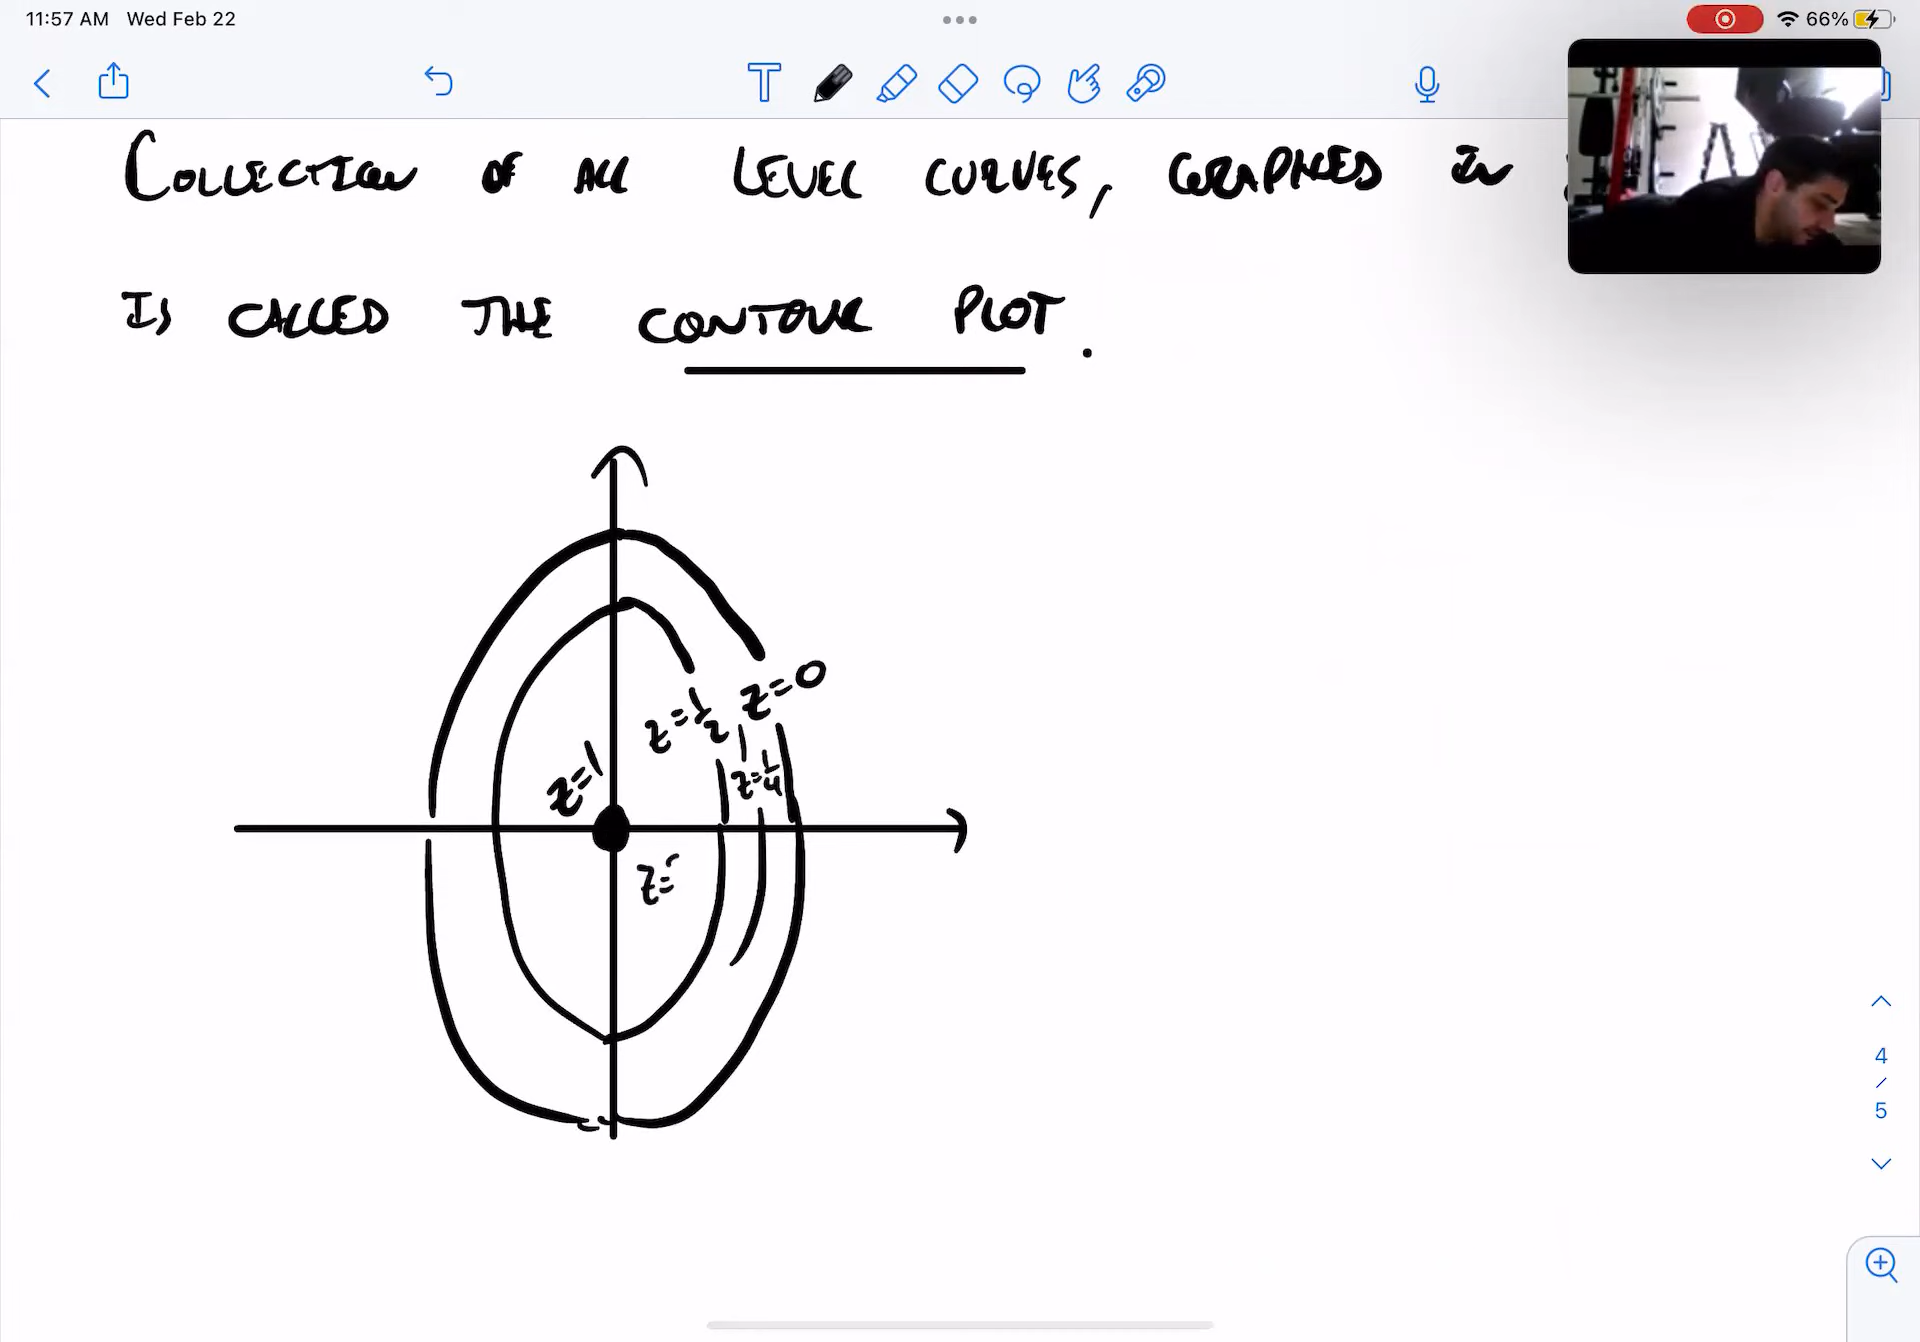 11:57 AM Wed Feb 22
66%
COLLECTION OF ALL LEVEL CURVES, GRAPHED IN
IS CALLED THE CONTOUR PLOT.
z=0
z=1/2
z=1
z=1/4
z=
4
/
5